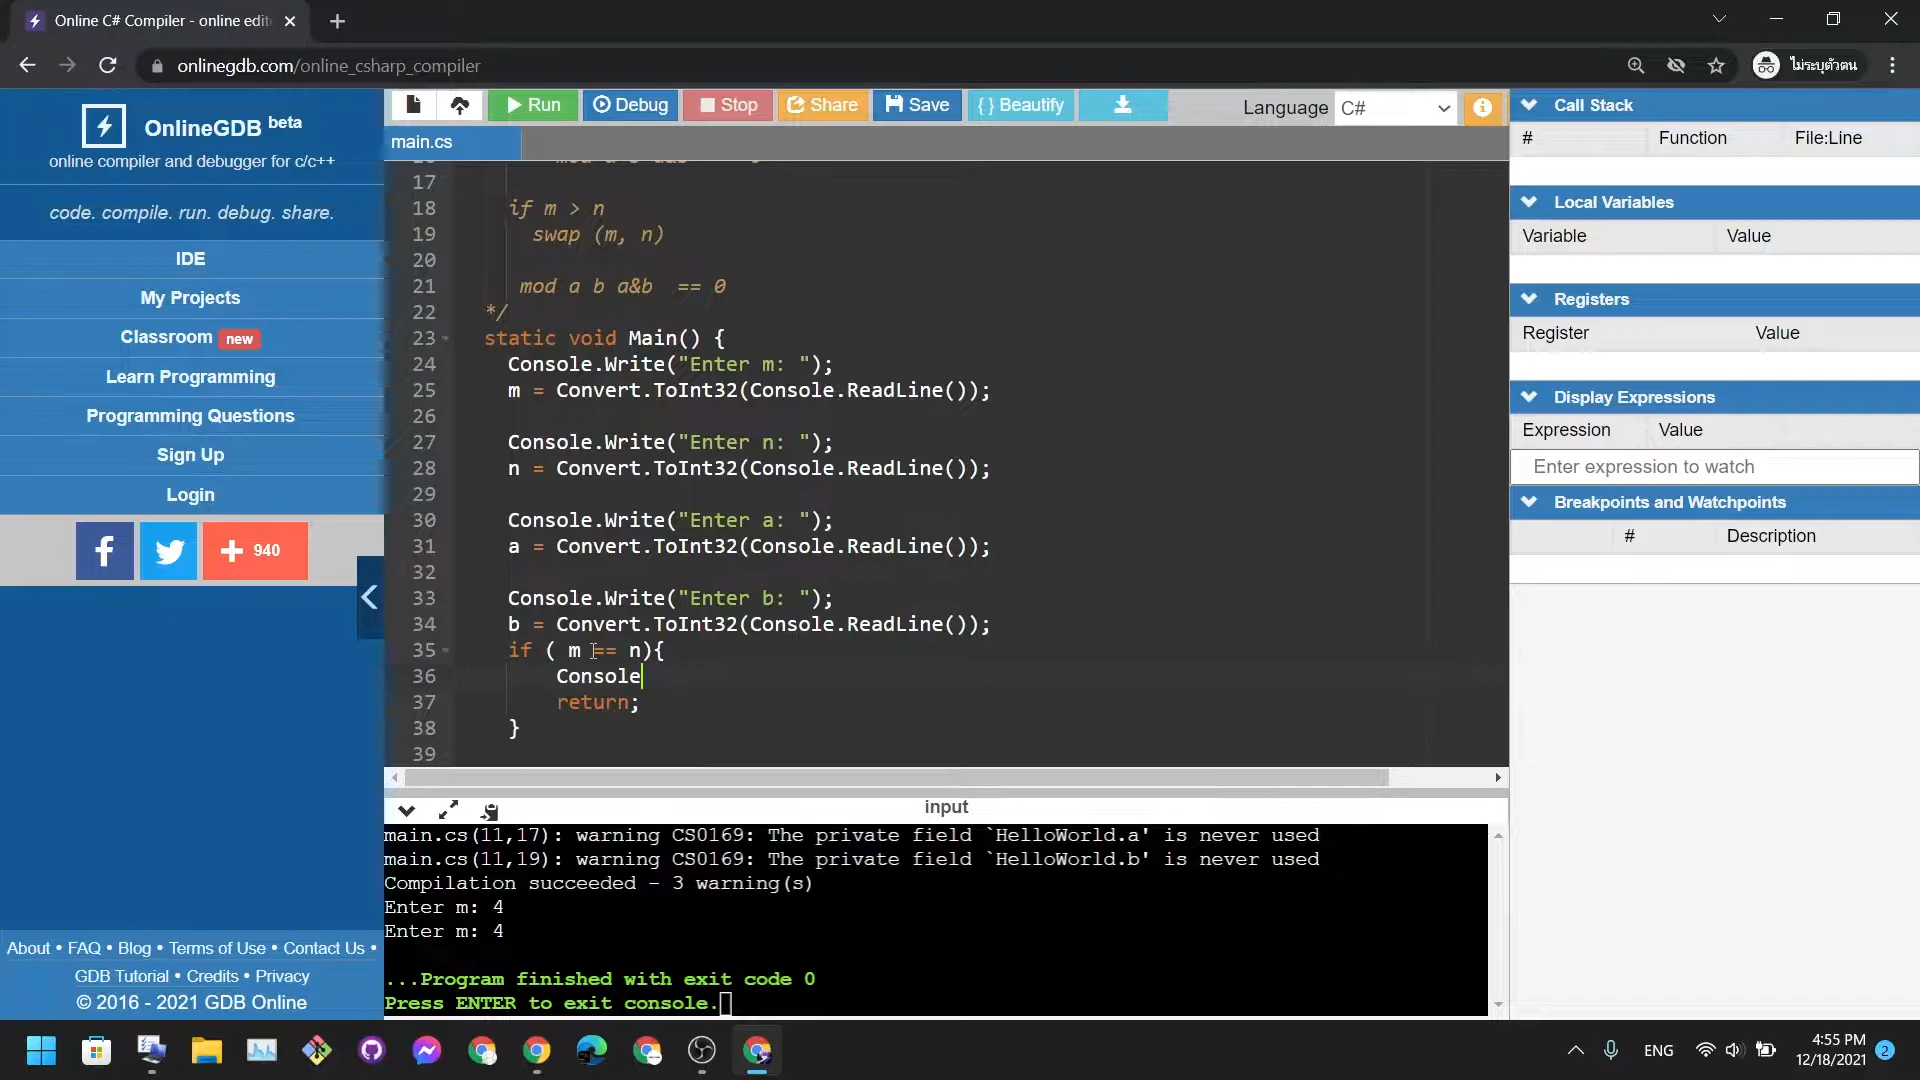 Online C# Compiler - online edit
onlinegdb.com/online_csharp_compiler
ไม่ระบุตัวตน
OnlineGDB beta
online compiler and debugger for c/c++
code. compile. run. debug. share.
IDE
My Projects
Classroom new
Learn Programming
Programming Questions
Sign Up
Login
940
About • FAQ • Blog • Terms of Use • Contact Us •
GDB Tutorial • Credits • Privacy
© 2016 - 2021 GDB Online
Run Debug Stop Share Save { } Beautify Language C#
main.cs
17
18 if m > n
19 swap (m, n)
20
21 mod a b a&b == 0
22 */
23 static void Main() {
24 Console.Write("Enter m: ");
25 m = Convert.ToInt32(Console.ReadLine());
26
27 Console.Write("Enter n: ");
28 n = Convert.ToInt32(Console.ReadLine());
29
30 Console.Write("Enter a: ");
31 a = Convert.ToInt32(Console.ReadLine());
32
33 Console.Write("Enter b: ");
34 b = Convert.ToInt32(Console.ReadLine());
35 if ( m == n){
36 Console
37 return;
38 }
39
input
main.cs(11,17): warning CS0169: The private field `HelloWorld.a' is never used
main.cs(11,19): warning CS0169: The private field `HelloWorld.b' is never used
Compilation succeeded - 3 warning(s)
Enter m: 4
Enter m: 4
...Program finished with exit code 0
Press ENTER to exit console.
Call Stack
# Function File:Line
Local Variables
Variable Value
Registers
Register Value
Display Expressions
Expression Value
Enter expression to watch
Breakpoints and Watchpoints
# Description
ENG
4:55 PM
12/18/2021
2